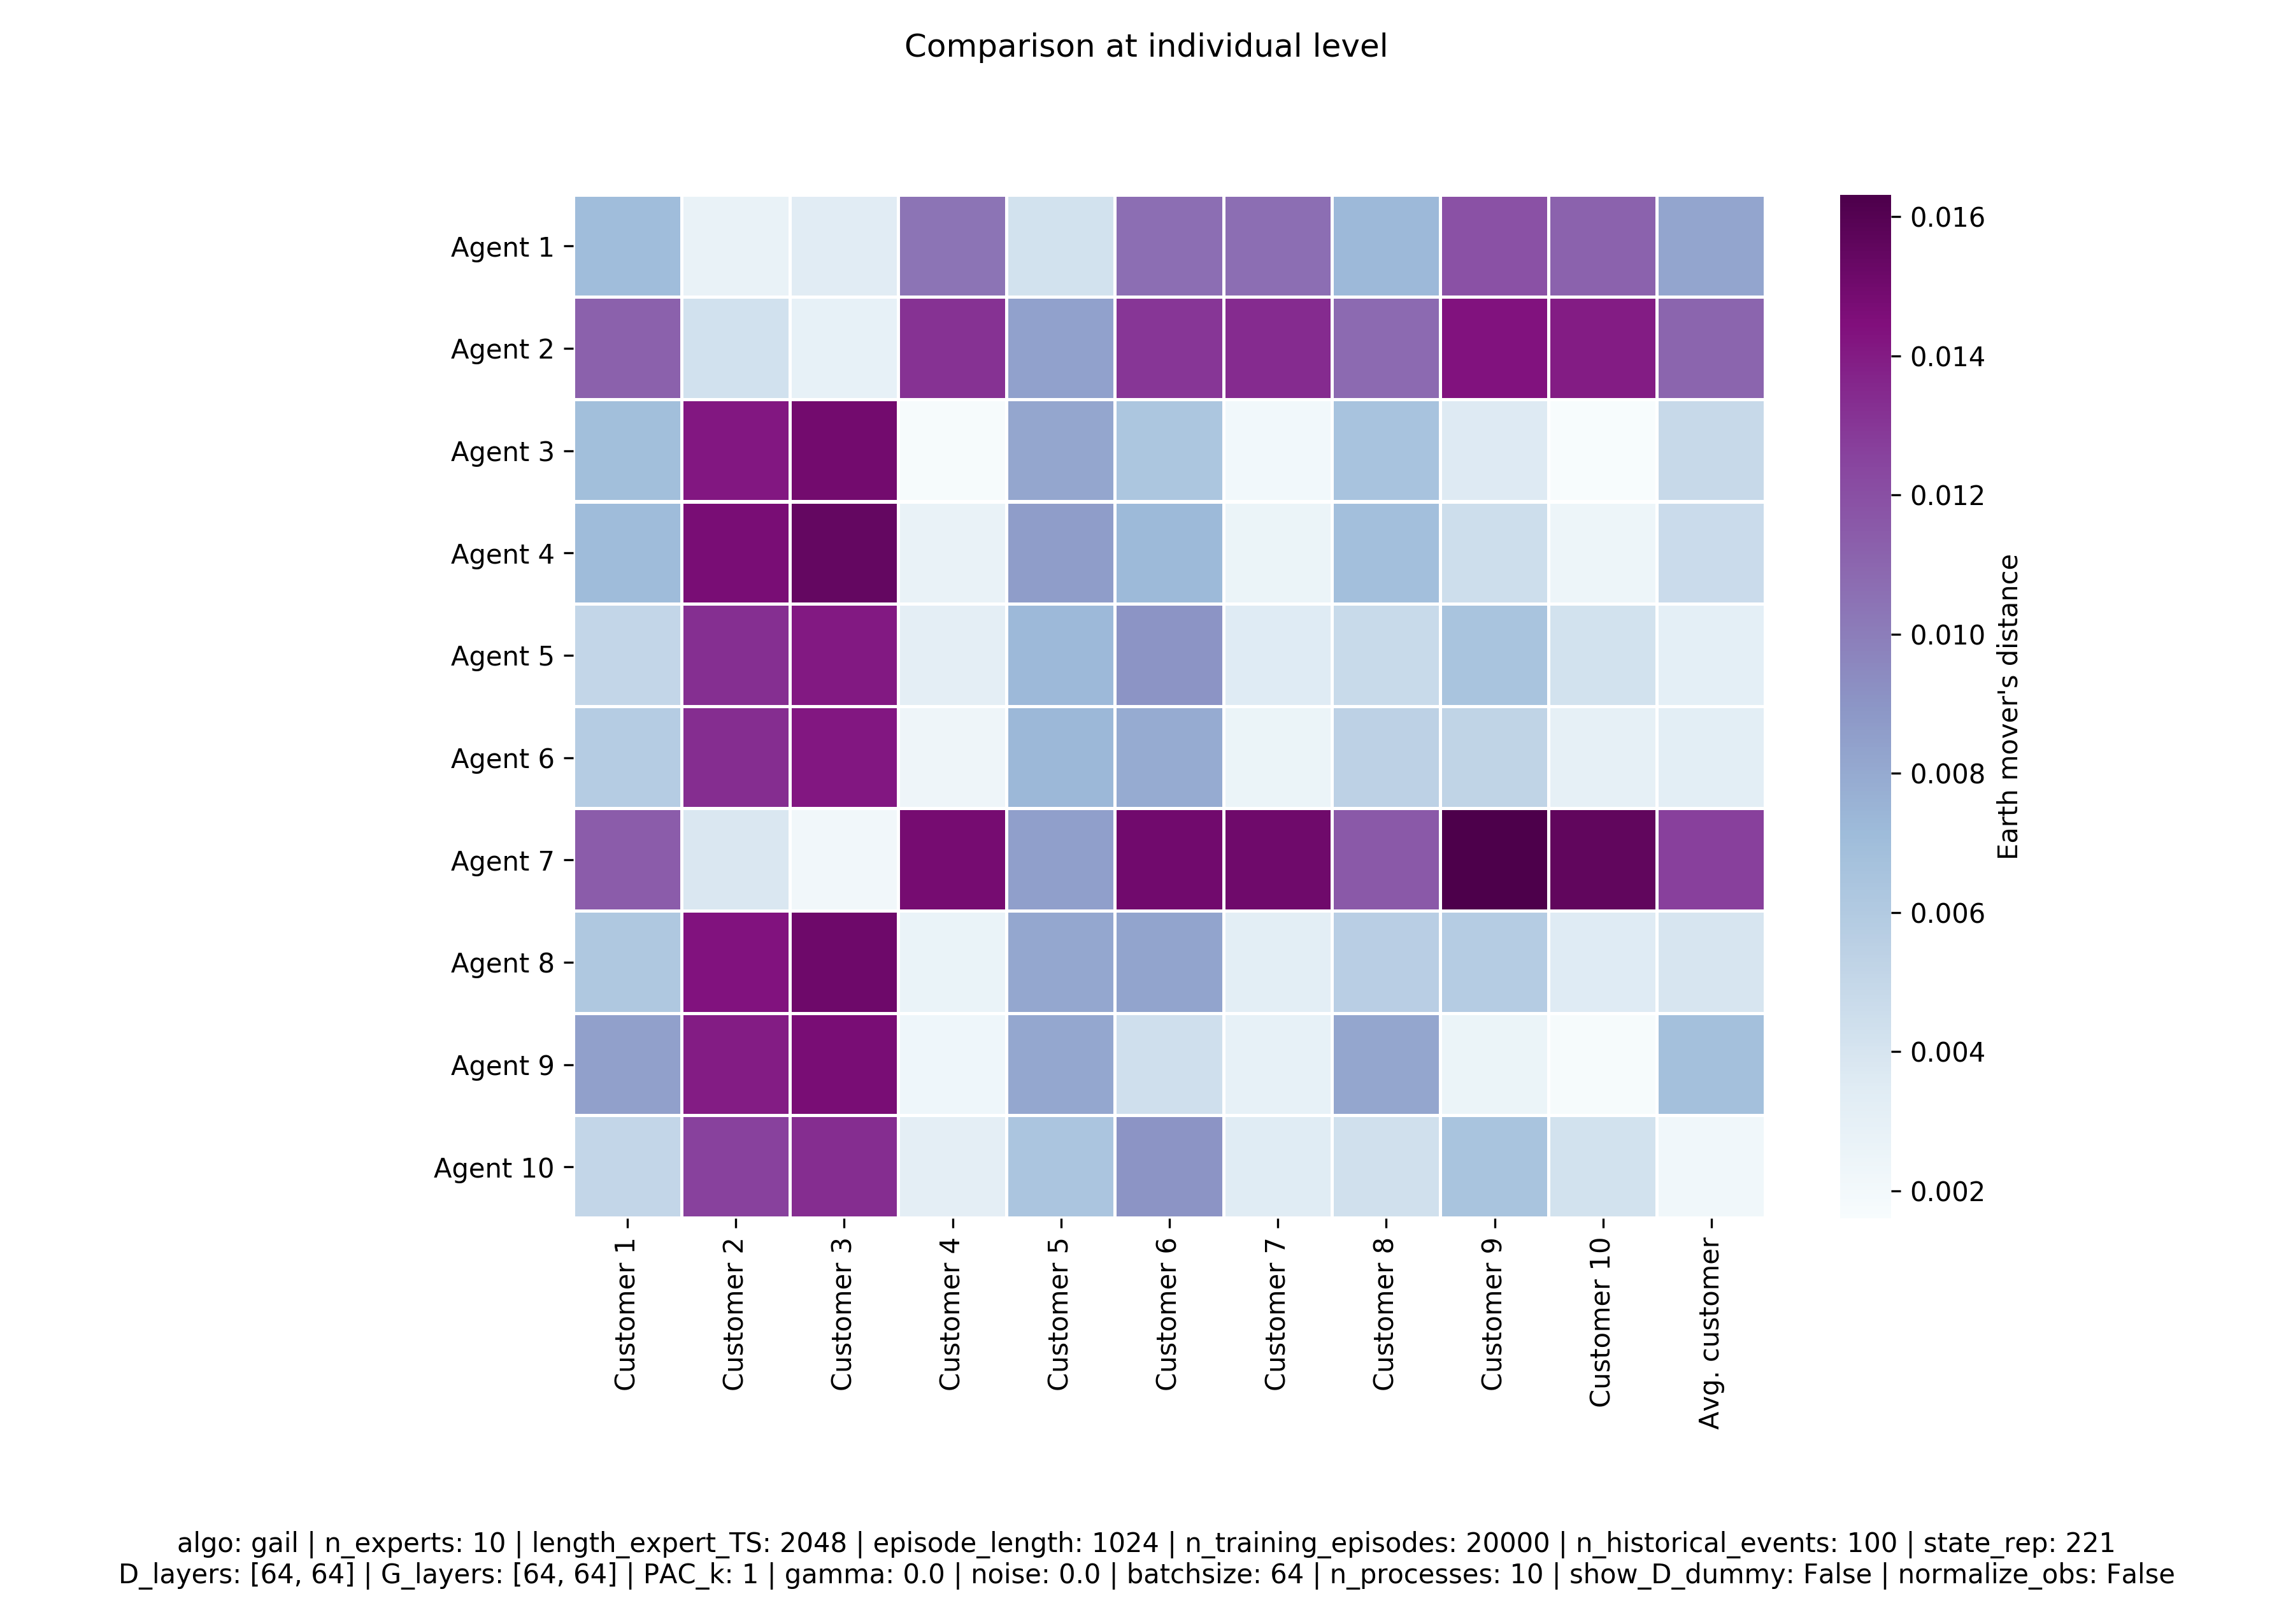 Comparison at individual level
Agent 1
Agent 2
Agent 3
Agent 4
Agent 5
Agent 6
Agent 7
Agent 8
Agent 9
Agent 10
Customer 1
Customer 2
Customer 3
Customer 4
Customer 5
Customer 6
Customer 7
Customer 8
Customer 9
Customer 10
Avg. customer
0.016
0.014
0.012
0.010
0.008
0.006
0.004
0.002
Earth mover's distance
algo: gail | n_experts: 10 | length_expert_TS: 2048 | episode_length: 1024 | n_training_episodes: 20000 | n_historical_events: 100 | state_rep: 221
D_layers: [64, 64] | G_layers: [64, 64] | PAC_k: 1 | gamma: 0.0 | noise: 0.0 | batchsize: 64 | n_processes: 10 | show_D_dummy: False | normalize_obs: False